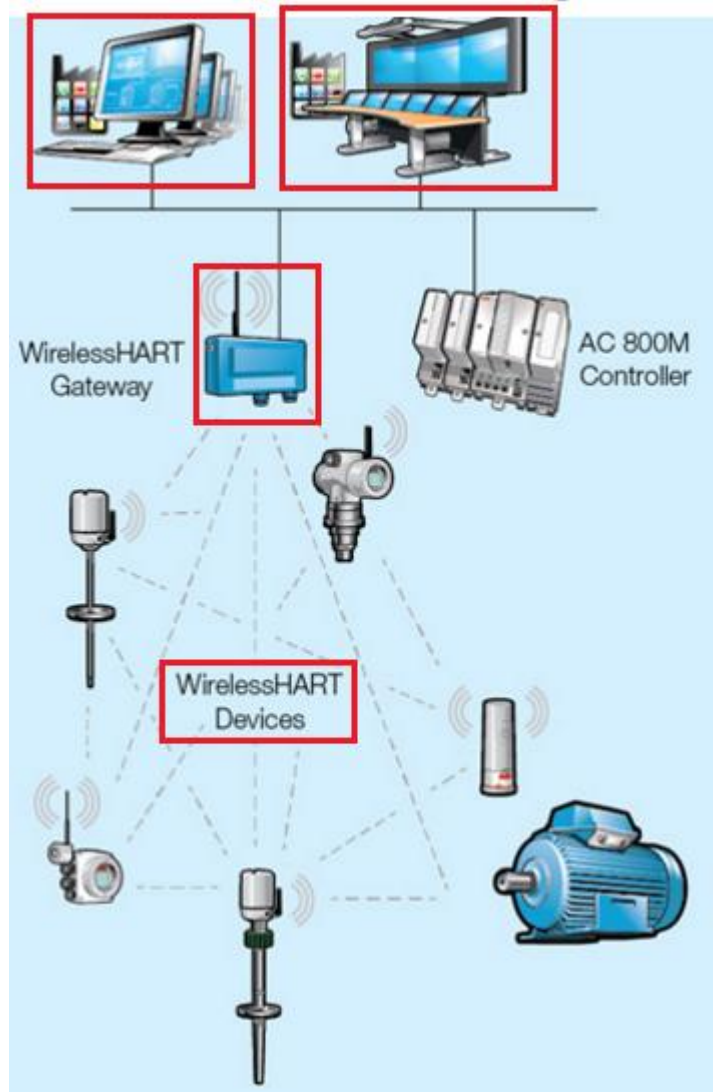 WirelessHART
Gateway
AC 800M
Controller
WirelessHART
Devices